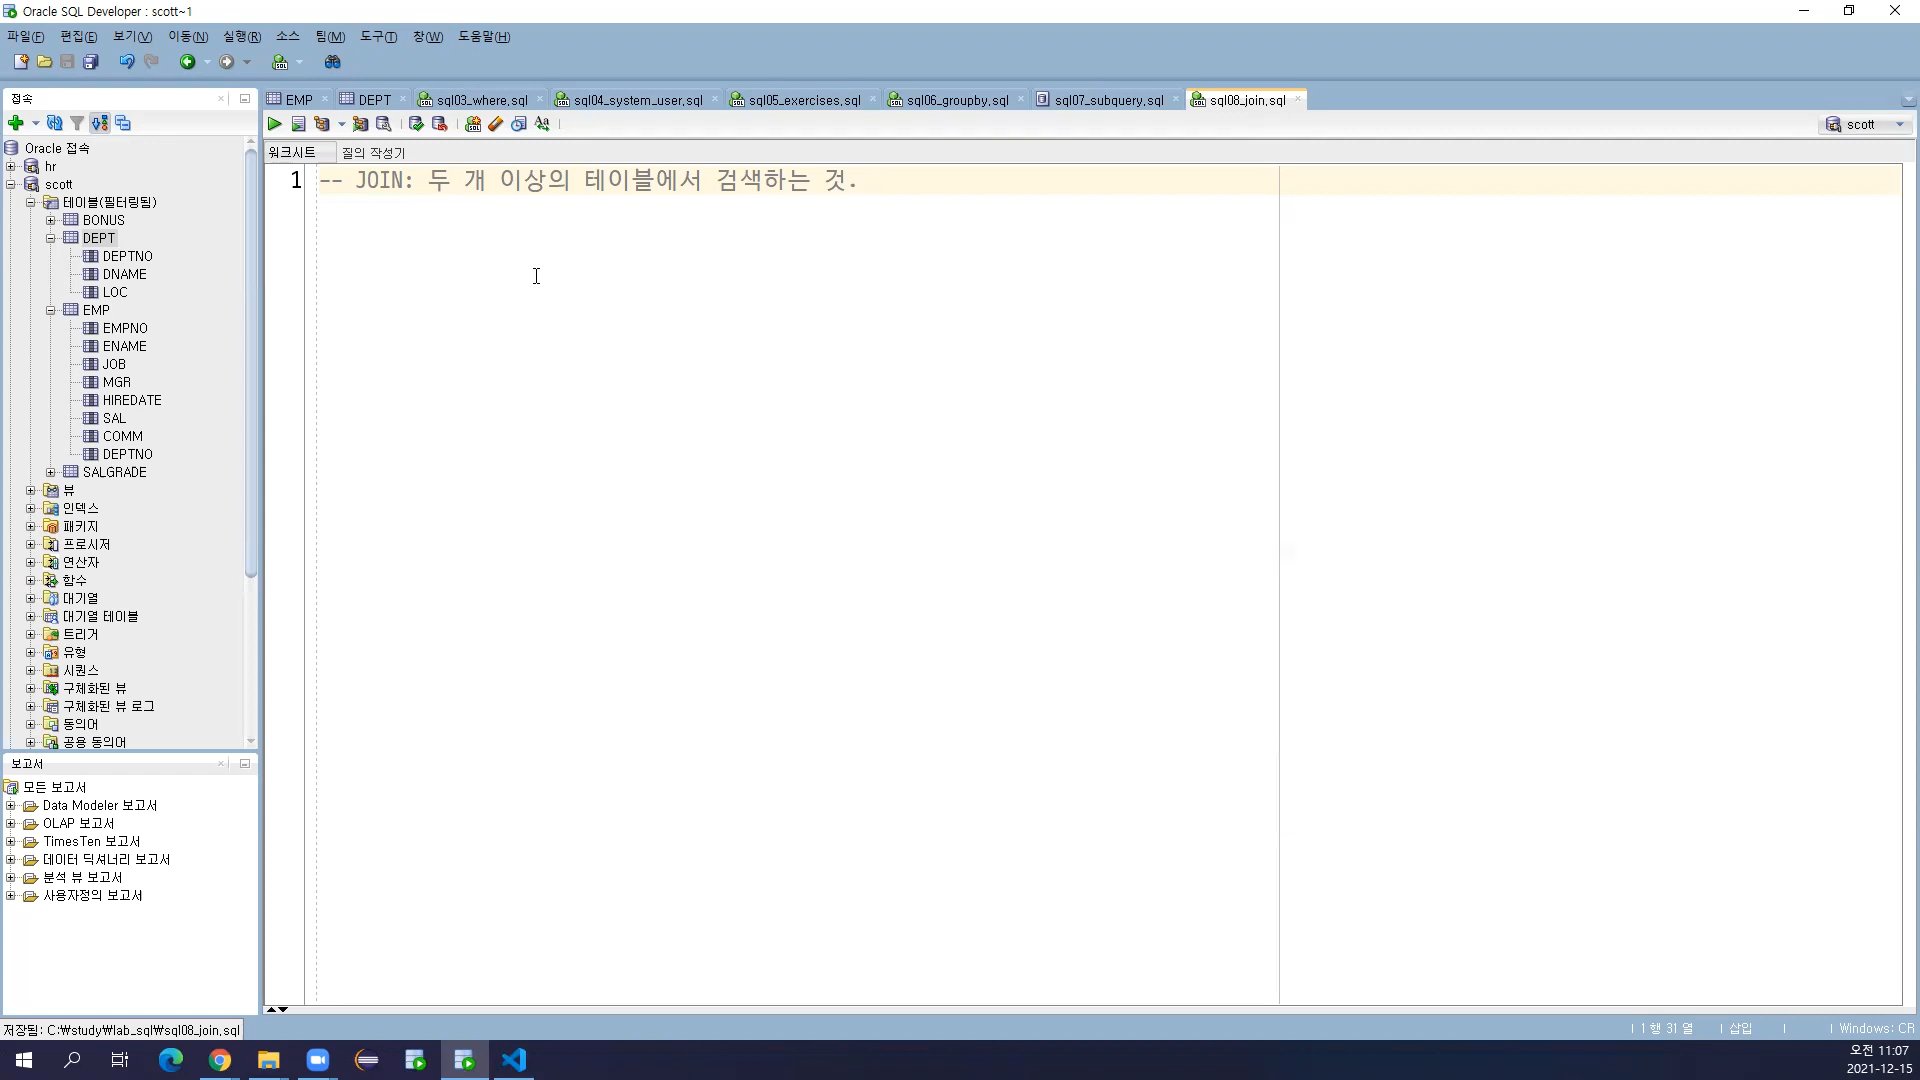 Oracle SQL Developer : scott~1
파일(F) 편집(E) 보기(V) 이동(N) 실행(R) 소스 팀(M) 도구(T) 창(W) 도움말(H)
접속
EMP DEPT sql03_where.sql sql04_system_user.sql sql05_exercises.sql sql06_groupby.sql sql07_subquery.sql sql08_join.sql
scott
워크시트 질의 작성기
1 -- JOIN: 두 개 이상의 테이블에서 검색하는 것.
Oracle 접속
hr
scott
테이블(필터링됨)
BONUS
DEPT
DEPTNO
DNAME
LOC
EMP
EMPNO
ENAME
JOB
MGR
HIREDATE
SAL
COMM
DEPTNO
SALGRADE
뷰
인덱스
패키지
프로시저
연산자
함수
대기열
대기열 테이블
트리거
유형
시퀀스
구체화된 뷰
구체화된 뷰 로그
동의어
공용 동의어
보고서
모든 보고서
Data Modeler 보고서
OLAP 보고서
TimesTen 보고서
데이터 딕셔너리 보고서
분석 뷰 보고서
사용자정의 보고서
저장됨: C:₩study₩lab_sql₩sql08_join.sql
1 행 31 열 삽입 Windows: CR
오전 11:07
2021-12-15